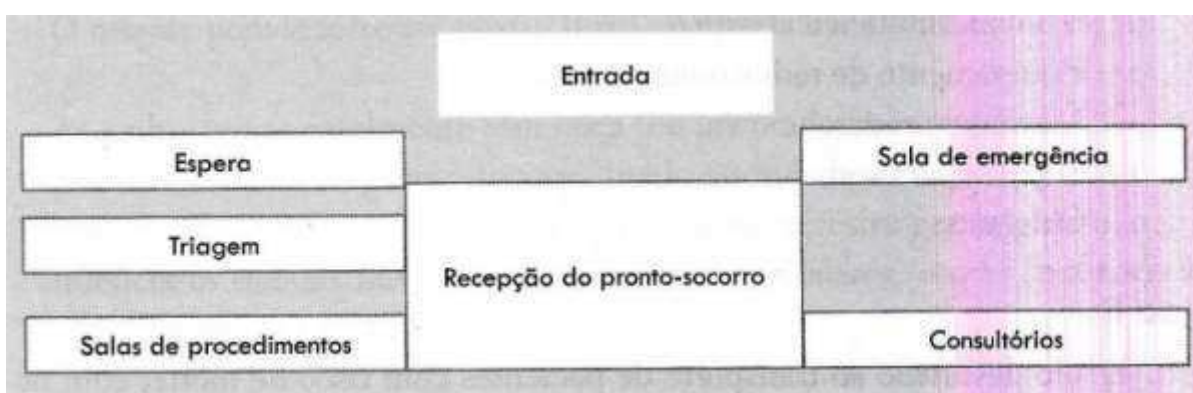 Entrada
Espera
Sala de emergência
Triagem
Recepção do pronto-socorro
Salas de procedimentos
Consultórios